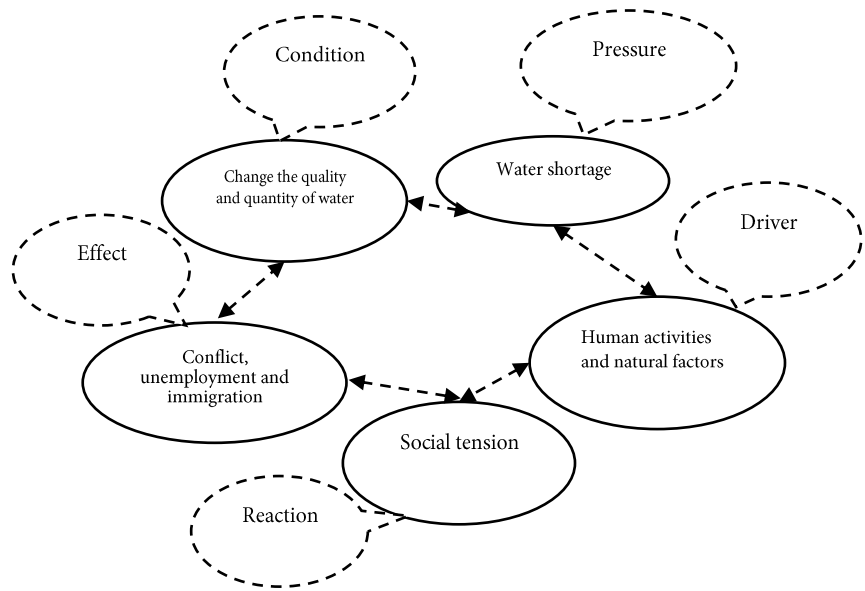 Condition
Pressure
Change the quality
and quantity of water
Water shortage
Driver
Effect
Human activities
and natural factors
Conflict,
unemployment and
immigration
Social tension
Reaction